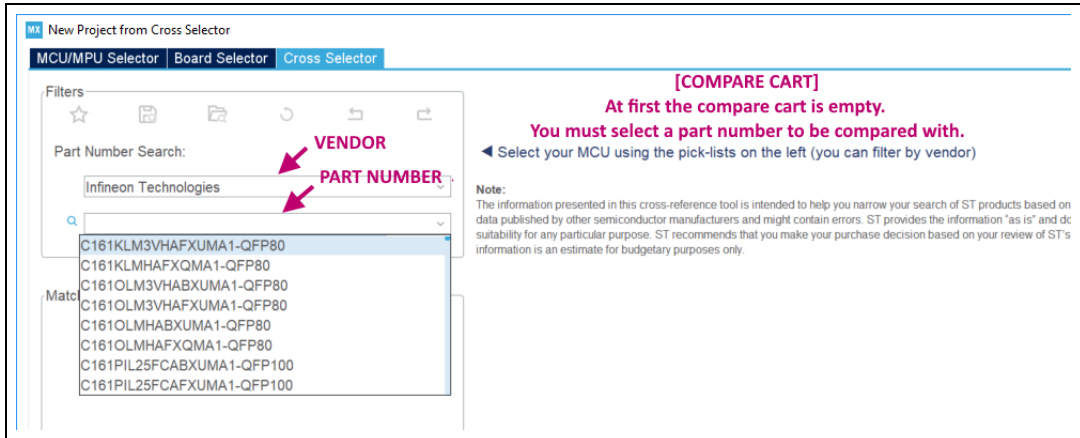 MX New Project from Cross Selector
MCU/MPU Selector Board Selector Cross Selector
Filters
Part Number Search:
VENDOR
Infineon Technologies
PART NUMBER
C161KLM3VHAFXUMA1-QFP80
C161KLMHAFXQMA1-QFP80
C161OLM3VHABXUMA1-QFP80
C161OLM3VHAFXUMA1-QFP80
C161OLMHABXUMA1-QFP80
C161OLMHAFXQMA1-QFP80
C161PIL25FCABXUMA1-QFP100
C161PIL25FCAFXUMA1-QFP100
[COMPARE CART]
At first the compare cart is empty.
You must select a part number to be compared with.
Select your MCU using the pick-lists on the left (you can filter by vendor)
Note:
The information presented in this cross-reference tool is intended to help you narrow your search of ST products based on
data published by other semiconductor manufacturers and might contain errors. ST provides the information "as is" and do
suitability for any particular purpose. ST recommends that you make your purchase decision based on your review of ST's
information is an estimate for budgetary purposes only.